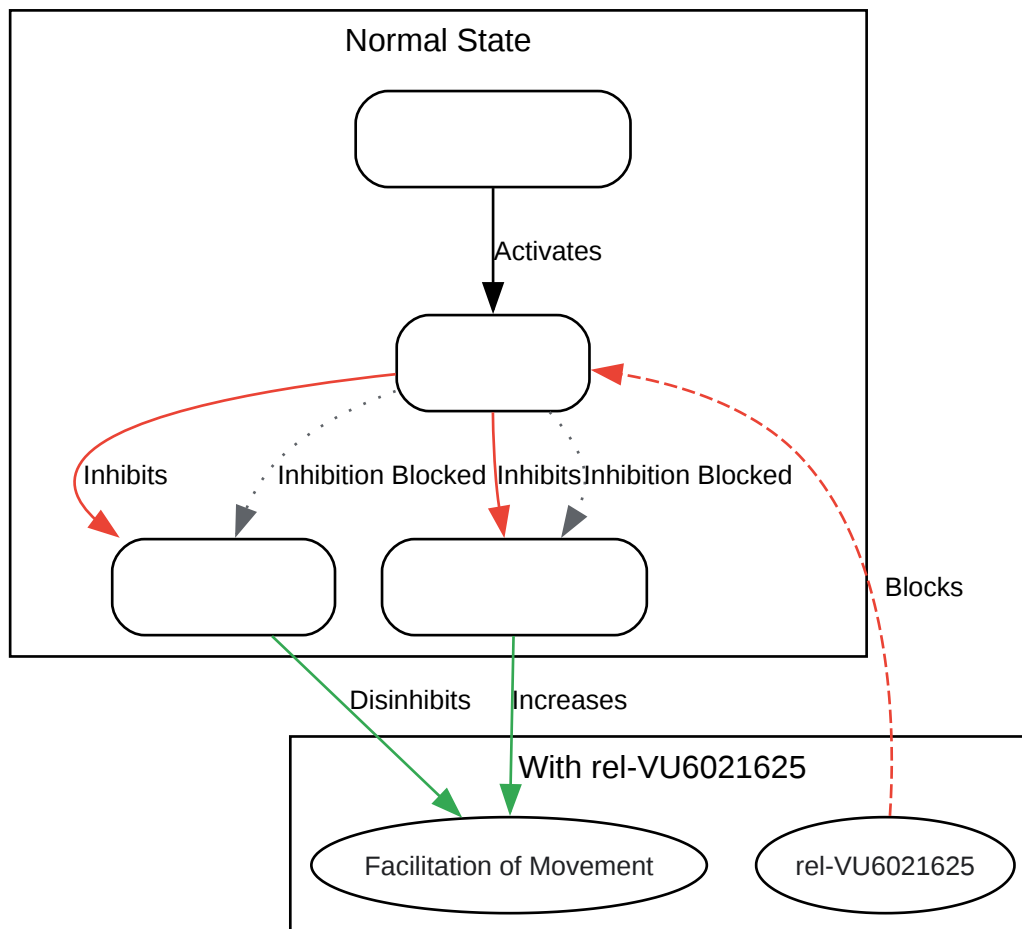 Normal State
Activates
Inhibits
Inhibition Blocked
Inhibits
Inhibition Blocked
Blocks
Disinhibits
Increases
With rel-VU6021625
Facilitation of Movement
rel-VU6021625